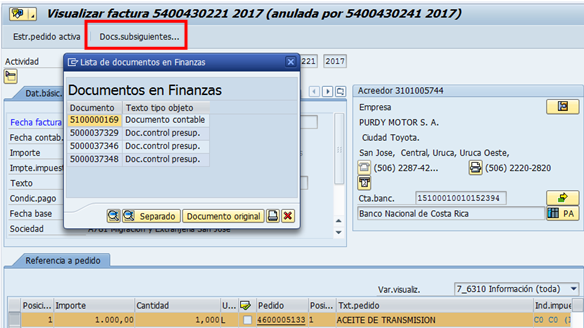 Visualizar factura 5400430221 2017 (anulada por 5400430241 2017)
Estr.pedido activa Docs.subsiguientes...
Actividad 221 2017
Lista de documentos en Finanzas
Documentos en Finanzas
Documento Texto tipo objeto
5100000169 Documento contable
5000037329 Doc.control presup.
5000037346 Doc.control presup.
5000037348 Doc.control presup.
Separado Documento original
Dat.básic.
Fecha factura
Fecha contab.
Importe
Impte.impues
Texto
Condic.pago
Fecha base
Sociedad Migración y Extranjería San José
Acreedor 3101005744
Empresa
PURDY MOTOR S. A.
Ciudad Toyota.
San Jose, Central, Uruca, Uruca Oeste,
(506) 2287-42... (506) 2220-2820
Cta.banc. 15100010010152394
Banco Nacional de Costa Rica PA
Referencia a pedido
Var.visualiz. 7_6310 Información (toda)
Posici... Importe Cantidad U... Pedido Posi... Txt.pedido Ind.impue
1 1.000,00 1,000 L 4600005133 1 ACEITE DE TRANSMISION C0 C0 (